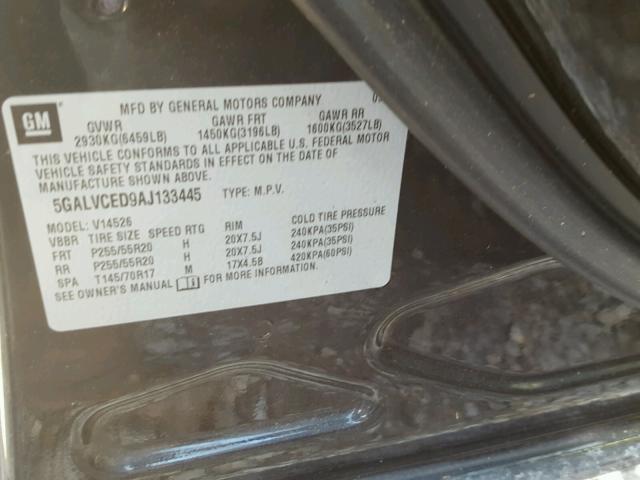 GM
MFD BY GENERAL MOTORS COMPANY
GVWR GAWR FRT GAWR RR
2930KG(6459LB) 1450KG(3196LB) 1600KG(3527LB)
THIS VEHICLE CONFORMS TO ALL APPLICABLE U.S. FEDERAL MOTOR
VEHICLE SAFETY STANDARDS IN EFFECT ON THE DATE OF
MANUFACTURE SHOWN ABOVE.
5GALVCED9AJ133445 TYPE: M.P.V.
MODEL: V14526
VBBR TIRE SIZE SPEED RTG RIM COLD TIRE PRESSURE
FRT P255/55R20 H 20X7.5J 240KPA(35PSI)
RR P255/55R20 H 20X7.5J 240KPA(35PSI)
SPA T145/70R17 M 17X4.5B 420KPA(60PSI)
SEE OWNER'S MANUAL FOR MORE INFORMATION.